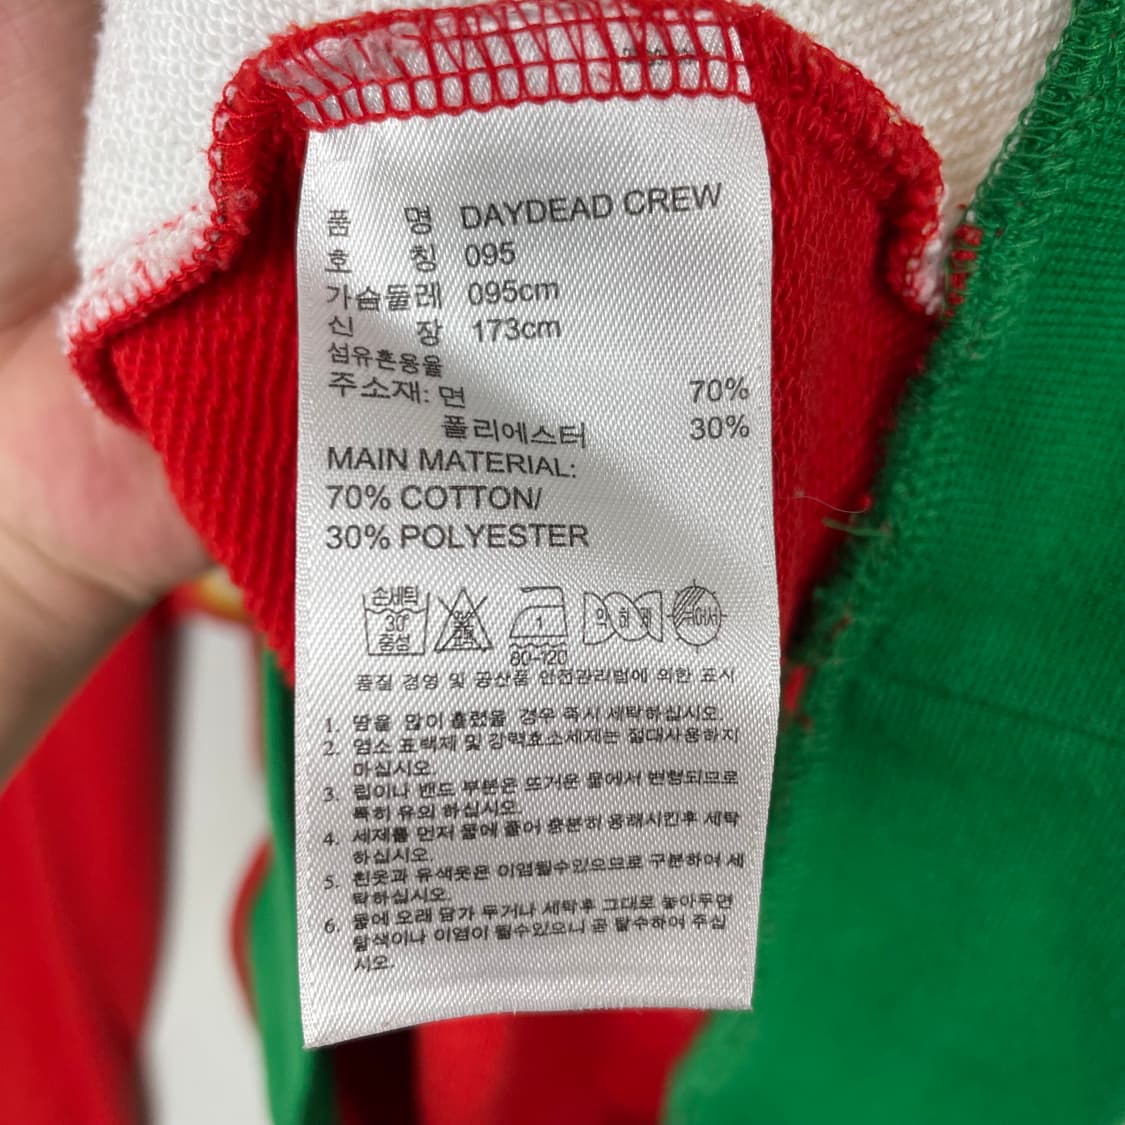 품 명 DAYDEAD CREW
호 칭 095
가슴둘레 095cm
신 장 173cm
섬유혼용율
주소재: 면 70%
폴리에스터 30%
MAIN MATERIAL:
70% COTTON/
30% POLYESTER
손세탁 30° 중성
80-120
품질 경영 및 공산품 안전관리법에 의한 표시
1. 땀을 많이 흘렸을 경우 즉시 세탁하십시오.
2. 염소 표백제 및 강력효소세제는 절대사용하지
마십시오.
3. 립이나 밴드 부분은 뜨거운 물에서 변형되므로
특히 유의 하십시오.
4. 세제를 먼저 물에 풀어 충분히 용해시킨후 세탁
하십시오.
5. 흰옷과 유색옷은 이염될수있으므로 구분하여 세
탁하십시오.
6. 물에 오래 담가 두거나 세탁후 그대로 놓아두면
탈색이나 이염이 될수있으니 곧 탈수하여 주십
시오.